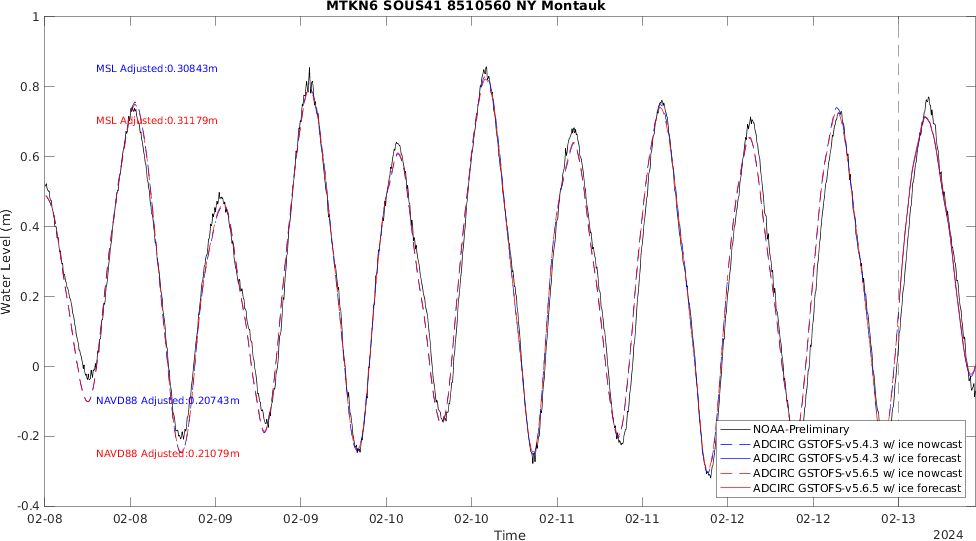 MTKN6 SOUS41 8510560 NY Montauk
1
0.8
0.6
0.4
0.2
0
-0.2
-0.4
Water Level (m)
MSL Adjusted:0.30843m
MSL Adjusted:0.31179m
NAVD88 Adjusted:0.20743m
NAVD88 Adjusted:0.21079m
NOAA-Preliminary
ADCIRC GSTOFS-v5.4.3 w/ ice nowcast
ADCIRC GSTOFS-v5.4.3 w/ ice forecast
ADCIRC GSTOFS-v5.6.5 w/ ice nowcast
ADCIRC GSTOFS-v5.6.5 w/ ice forecast
02-08 02-08 02-09 02-09 02-10 02-10 02-11 02-11 02-12 02-12 02-13
Time
2024